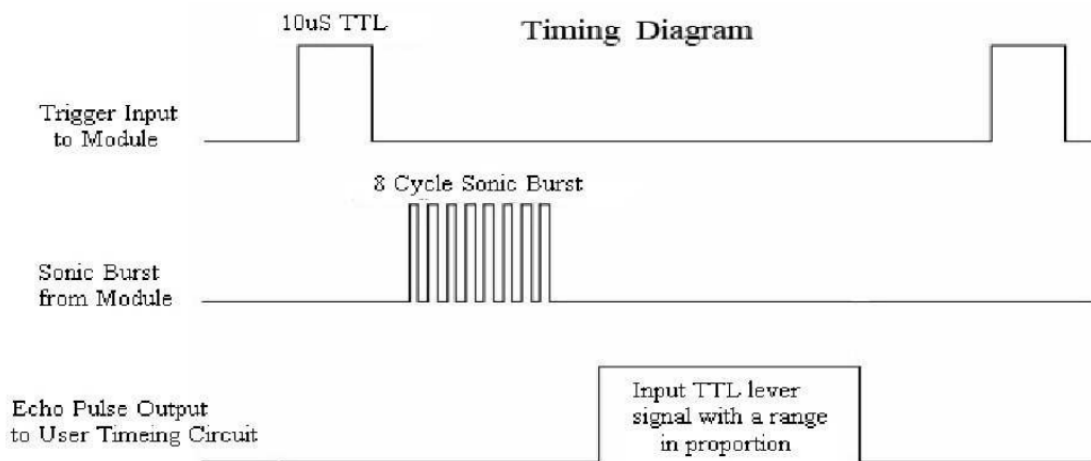 10uS TTL
Timing Diagram
Trigger Input
to Module
8 Cycle Sonic Burst
Sonic Burst
from Module
Echo Pulse Output
to User Timeing Circuit
Input TTL lever
signal with a range
in proportion